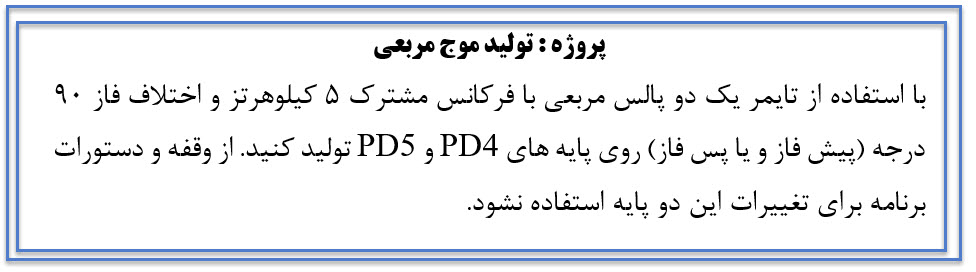 پروژه : تولید موج مربعی
با استفاده از تایمر یک دو پالس مربعی با فرکانس مشترک ۵ کیلوهرتز و اختلاف فاز ۹۰
درجه (پیش فاز و یا پس فاز) روی پایه های PD4 و PD5 تولید کنید. از وقفه و دستورات
برنامه برای تغییرات این دو پایه استفاده نشود.